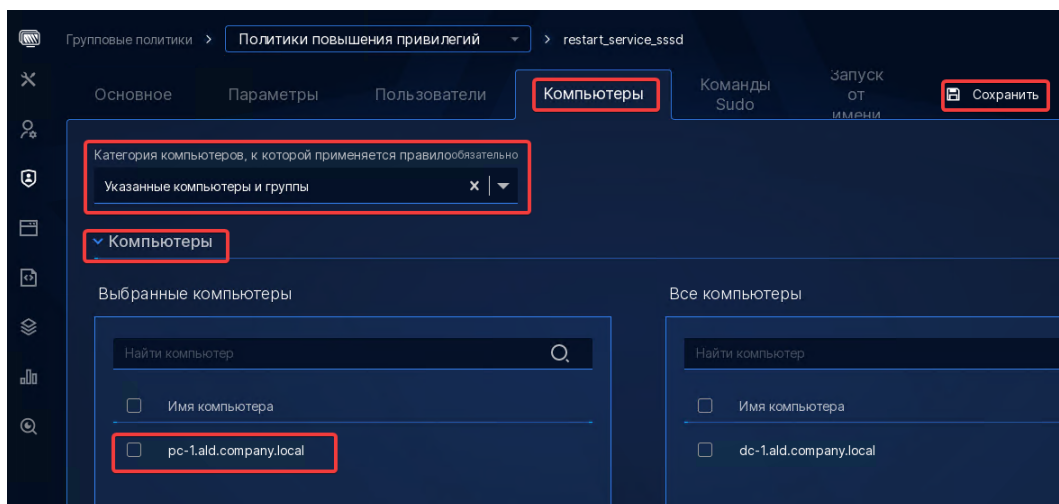 Групповые политики > Политики повышения привилегий > restart_service_sssd
Основное Параметры Пользователи Компьютеры Команды Sudo Запуск от имени Сохранить
Категория компьютеров, к которой применяется правилообязательно
Указанные компьютеры и группы
Компьютеры
Выбранные компьютеры Все компьютеры
Найти компьютер Найти компьютер
Имя компьютера Имя компьютера
pc-1.ald.company.local dc-1.ald.company.local